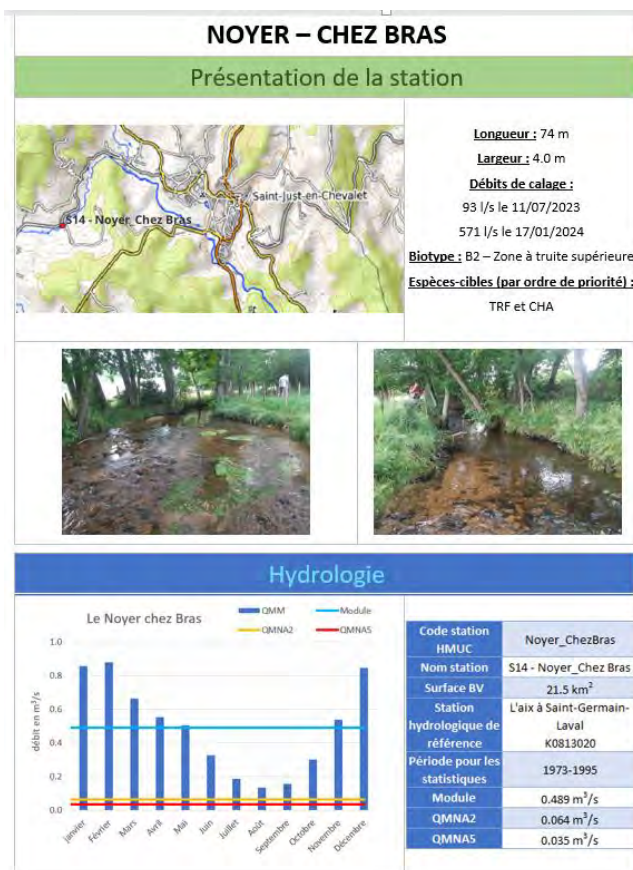 NOYER – CHEZ BRAS
Présentation de la station
Saint-Just-en-Chevalet
S14 - Noyer_Chez Bras
Longueur : 74 m
Largeur : 4.0 m
Débits de calage :
93 l/s le 11/07/2023
571 l/s le 17/01/2024
Biotype : B2 – Zone à truite supérieure
Espèces-cibles (par ordre de priorité) :
TRF et CHA
Hydrologie
Le Noyer chez Bras
QMM
Module
QMNA2
QMNA5
débit en m³/s
1.0
0.8
0.6
0.4
0.2
0.0
Janvier
Février
Mars
Avril
Mai
Juin
Juillet
Août
Septembre
Octobre
Novembre
Décembre
Code station
HMUC
Noyer_ChezBras
Nom station
S14 - Noyer_Chez Bras
Surface BV
21.5 km²
Station
hydrologique de
référence
L'aix à Saint-Germain-
Laval
K0813020
Période pour les
statistiques
1973-1995
Module
0.489 m³/s
QMNA2
0.064 m³/s
QMNA5
0.035 m³/s